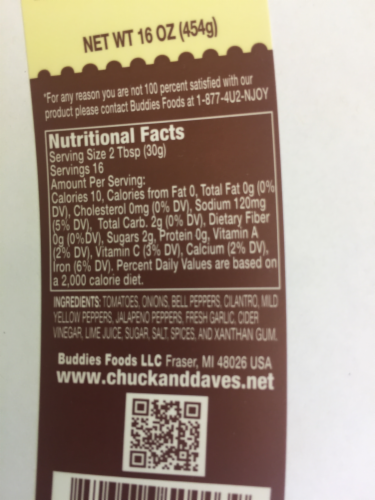 NET WT 16 OZ (454g)
*For any reason you are not 100 percent satisfied with our
product please contact Buddies Foods at 1-877-4U2-NJOY
Nutritional Facts
Serving Size 2 Tbsp (30g)
Servings 16
Amount Per Serving:
Calories 10, Calories from Fat 0, Total Fat 0g (0%
DV), Cholesterol 0mg (0% DV), Sodium 120mg
(5% DV),  Total Carb. 2g (0% DV), Dietary Fiber
0g (0%DV), Sugars 2g, Protein 0g, Vitamin A
(2% DV), Vitamin C (3% DV), Calcium (2% DV),
Iron (6% DV). Percent Daily Values are based on
a 2,000 calorie diet.
INGREDIENTS: TOMATOES, ONIONS, BELL PEPPERS, CILANTRO, MILD
YELLOW PEPPERS, JALAPENO PEPPERS, FRESH GARLIC, CIDER
VINEGAR, LIME JUICE, SUGAR, SALT, SPICES, AND XANTHAN GUM.
Buddies Foods LLC Fraser, MI 48026 USA
www.chuckanddaves.net